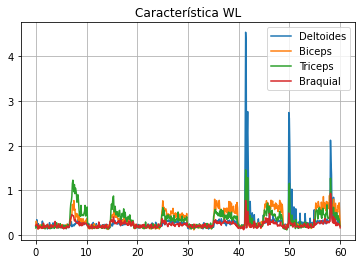 Característica WL
Deltoides
Biceps
Triceps
Braquial
4
3
2
1
0
0 10 20 30 40 50 60